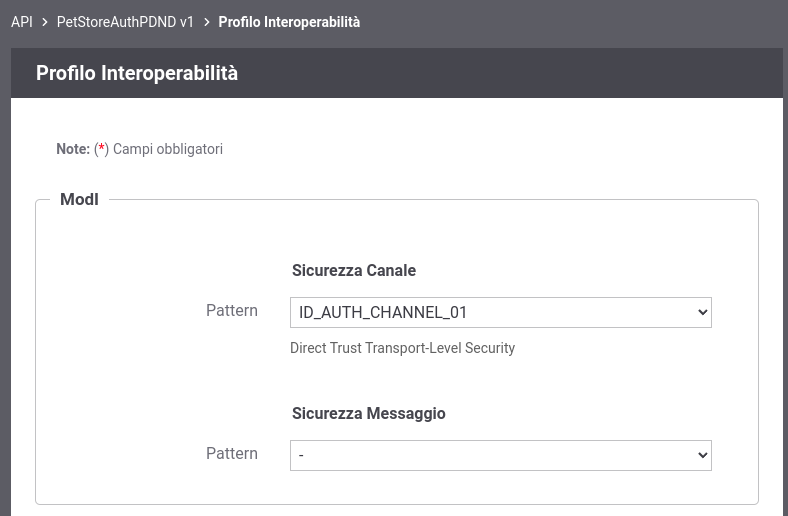 API > PetStoreAuthPDND v1 > Profilo Interoperabilità
Profilo Interoperabilità
Note: (*) Campi obbligatori
ModI
Sicurezza Canale
Pattern ID_AUTH_CHANNEL_01
Direct Trust Transport-Level Security
Sicurezza Messaggio
Pattern -